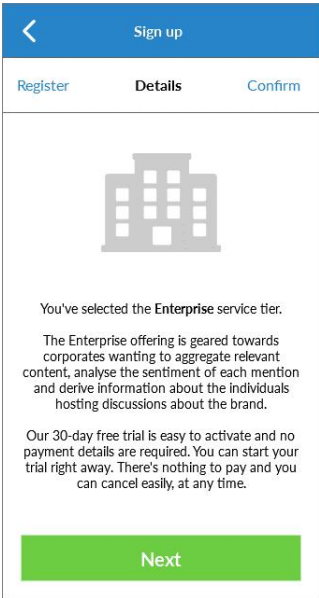 Sign up
Register Details Confirm
You've selected the Enterprise service tier.
The Enterprise offering is geared towards
corporates wanting to aggregate relevant
content, analyse the sentiment of each mention
and derive information about the individuals
hosting discussions about the brand.
Our 30-day free trial is easy to activate and no
payment details are required. You can start your
trial right away. There's nothing to pay and you
can cancel easily, at any time.
Next